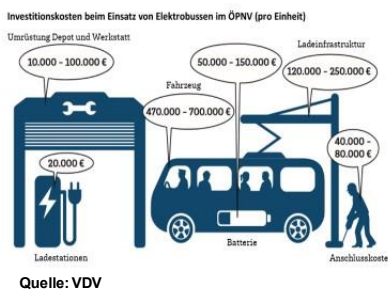 Investitionskosten beim Einsatz von Elektrobussen im ÖPNV (pro Einheit)
Umrüstung Depot und Werkstatt
10.000 - 100.000 €
50.000 - 150.000 €
Ladeinfrastruktur
120.000 - 250.000 €
Fahrzeug
470.000 - 700.000 €
40.000 -
80.000 €
20.000 €
Batterie
Ladestationen
Anschlusskoste
Quelle: VDV